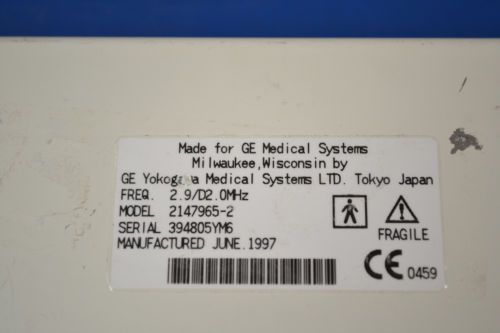 Made for GE Medical Systems
Milwaukee,Wisconsin by
GE Yokogawa Medical Systems LTD. Tokyo Japan
FREQ. 2.9/D2.0MHz
MODEL 2147965-2
SERIAL 394805YM6
MANUFACTURED JUNE.1997
FRAGILE
CE 0459